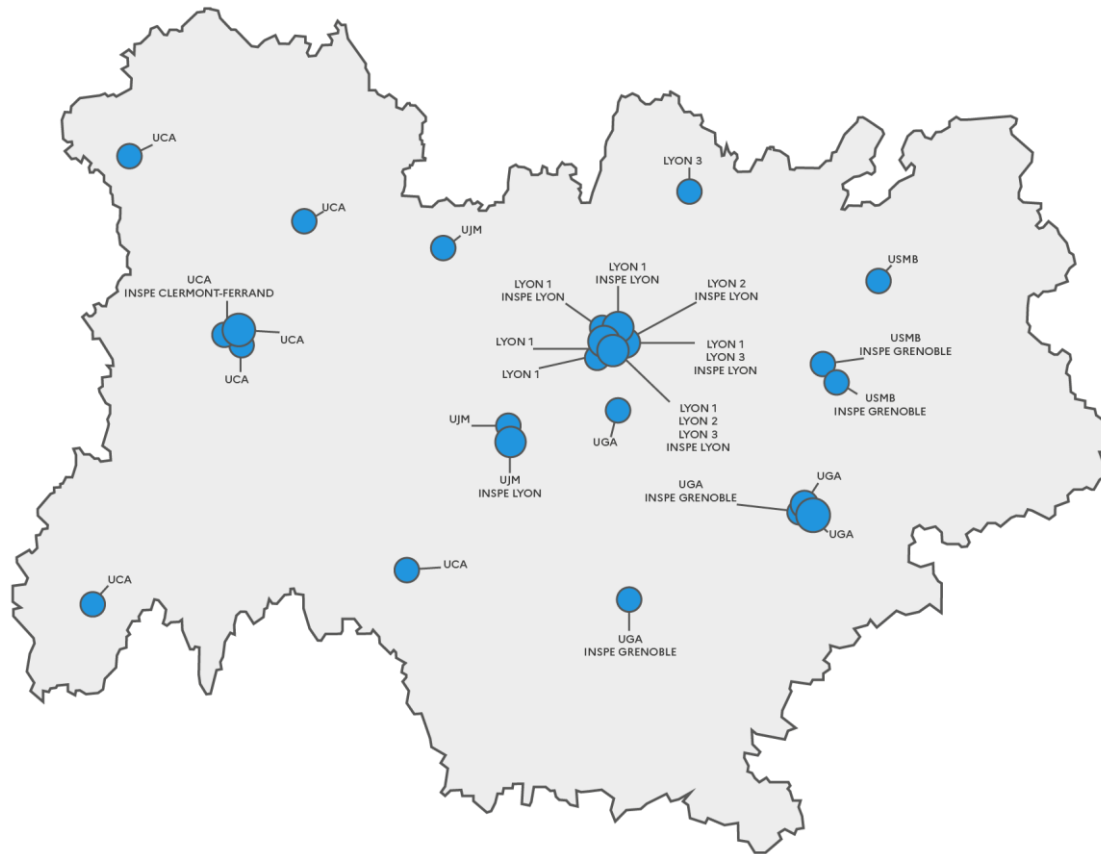 UCA
LYON 3
UCA
UJM
USMB
UCA
INSPE CLERMONT-FERRAND
LYON 1
INSPE LYON
LYON 1
INSPE LYON
LYON 2
INSPE LYON
UCA
UCA
LYON 1
LYON 1
LYON 1
LYON 3
INSPE LYON
USMB
INSPE GRENOBLE
USMB
INSPE GRENOBLE
LYON 1
LYON 2
LYON 3
INSPE LYON
UJM
UGA
UJM
INSPE LYON
UGA
INSPE GRENOBLE
UGA
UGA
UCA
UCA
UGA
INSPE GRENOBLE